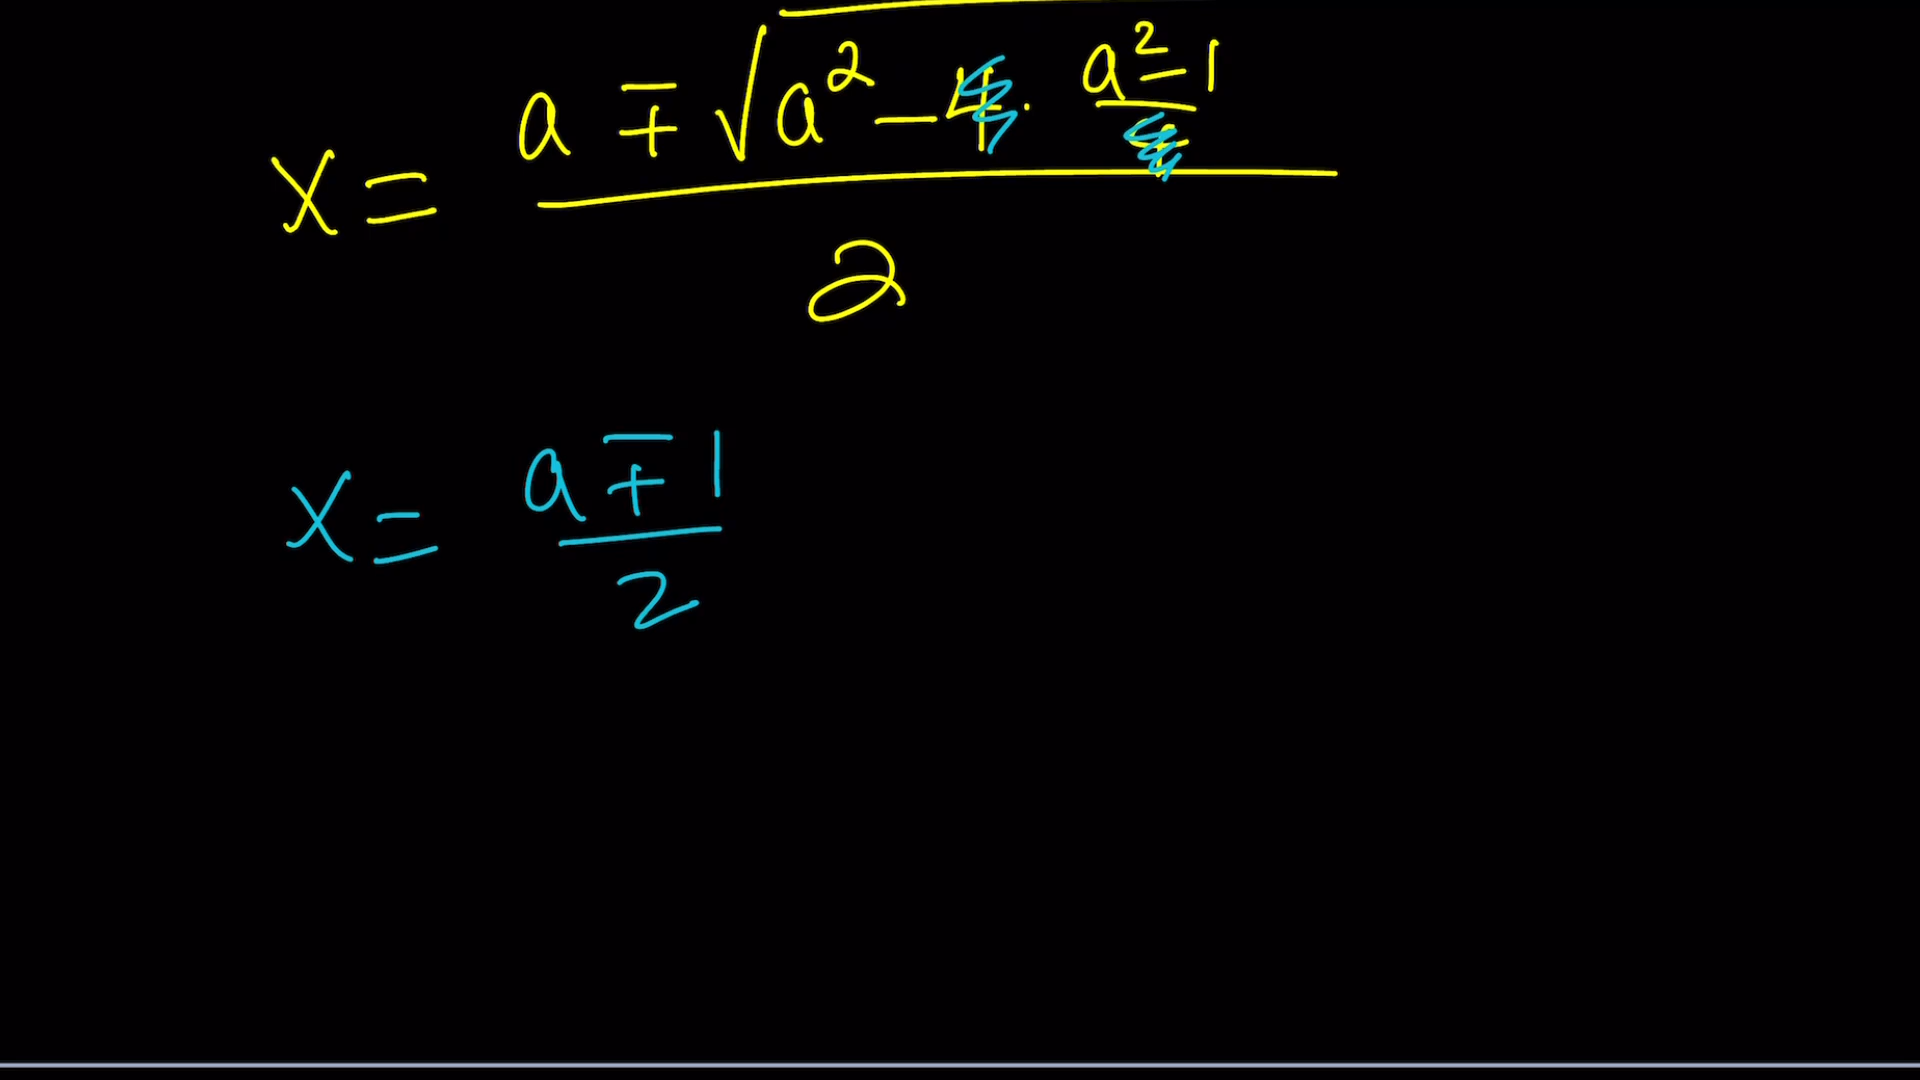 x = (a ∓ √(a² − 4 · (a² − 1)/4))/2
x = (a ∓ 1)/2